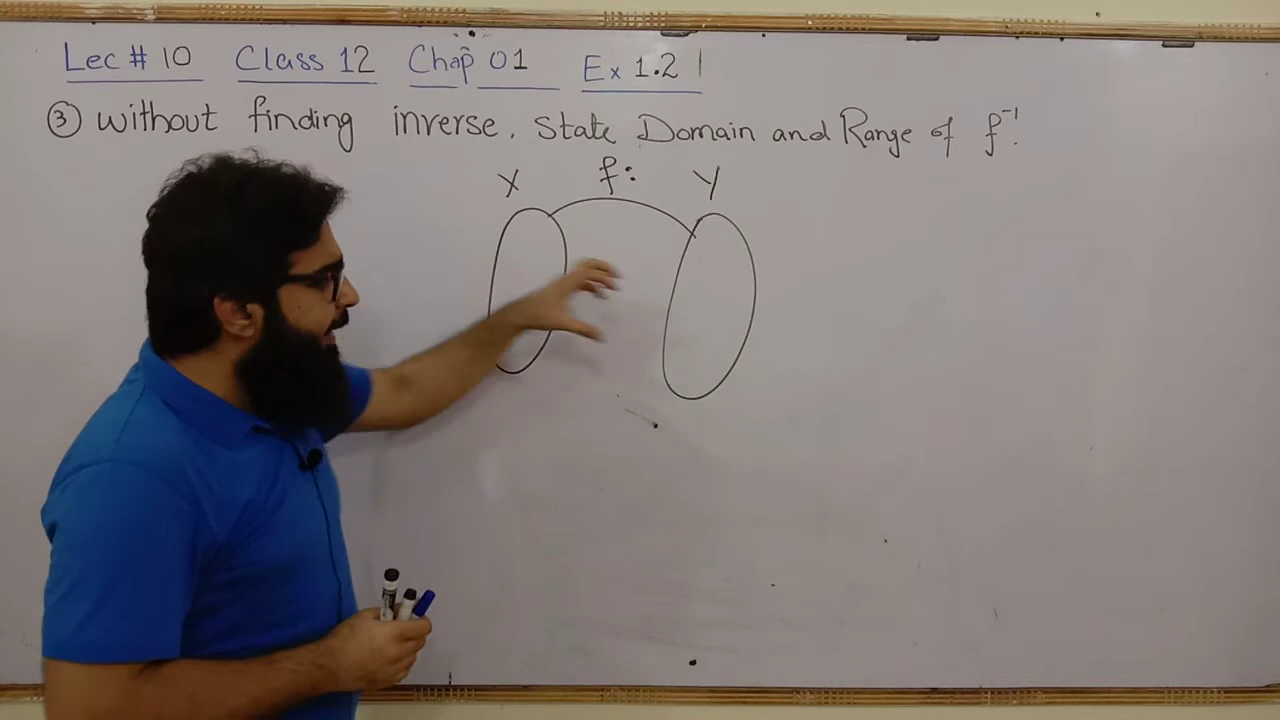 Lec # 10 Class 12 Chap 01 Ex 1.2
③ without finding inverse. State Domain and Range of f⁻¹.
X f: Y